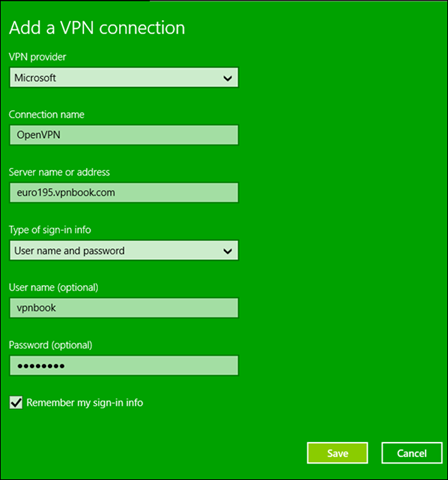 Add a VPN connection
VPN provider
Microsoft
Connection name
OpenVPN
Server name or address
euro195.vpnbook.com
Type of sign-in info
User name and password
User name (optional)
vpnbook
Password (optional)
●●●●●●●●
Remember my sign-in info
Save Cancel